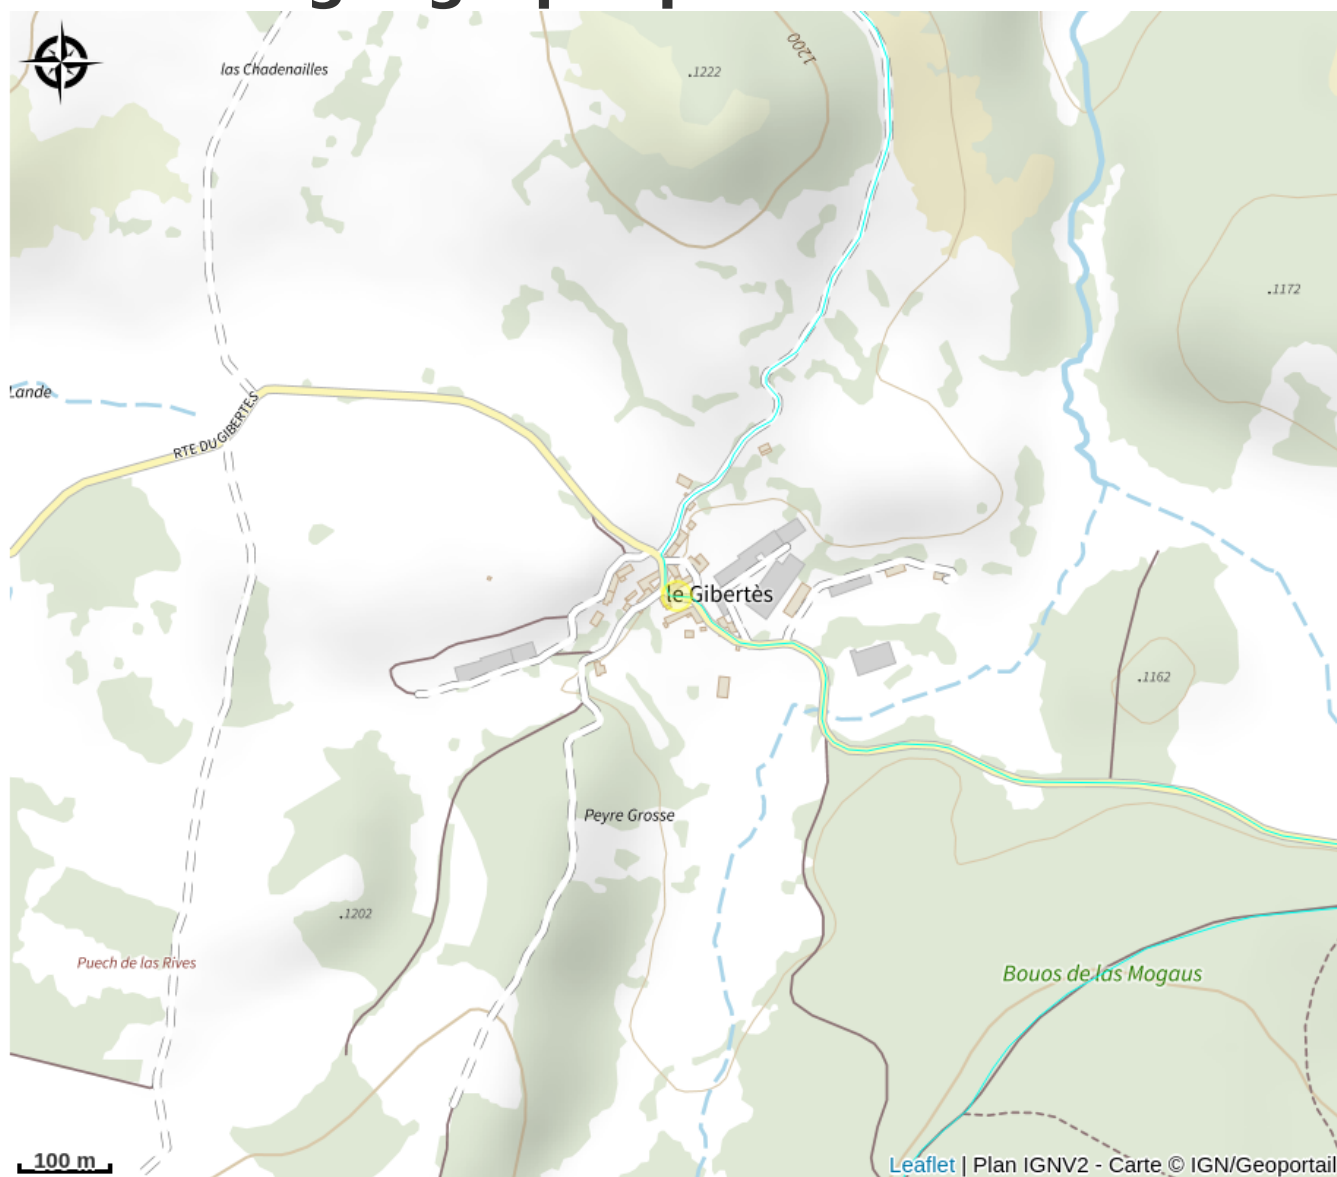 las Chadenailles
1200
.1222
.1172
Lande
RTE DU GIBERTES
le Gibertès
.1162
Peyre Grosse
.1202
Puech de las Rives
Bouos de las Mogaus
100 m
Leaflet | Plan IGNV2 - Carte © IGN/Geoportail